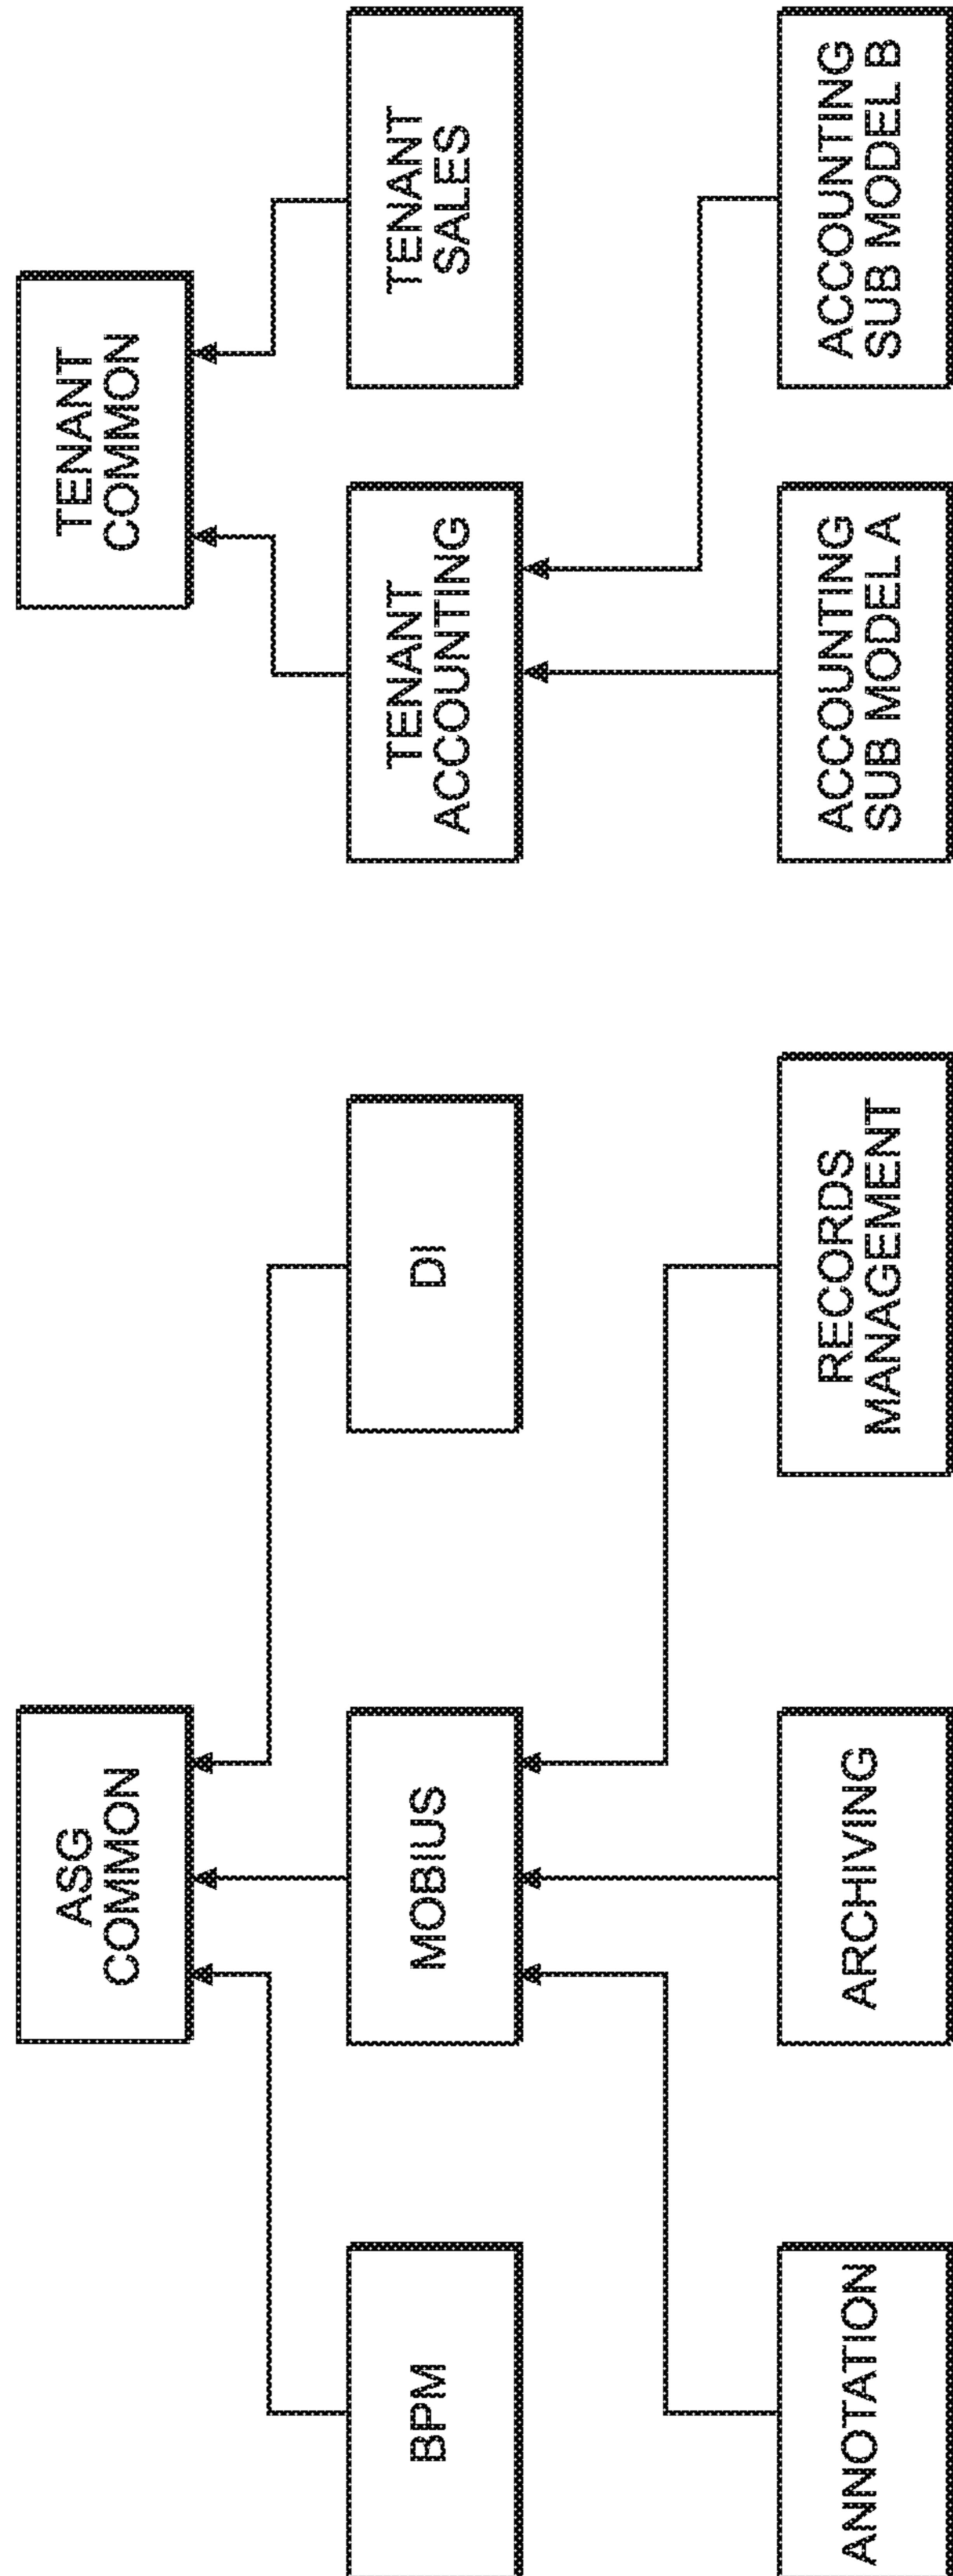 ASG
COMMON
TENANT
COMMON
BPM
MOBIUS
DI
TENANT
ACCOUNTING
TENANT
SALES
ANNOTATION
ARCHIVING
RECORDS
MANAGEMENT
ACCOUNTING
SUB MODEL A
ACCOUNTING
SUB MODEL B